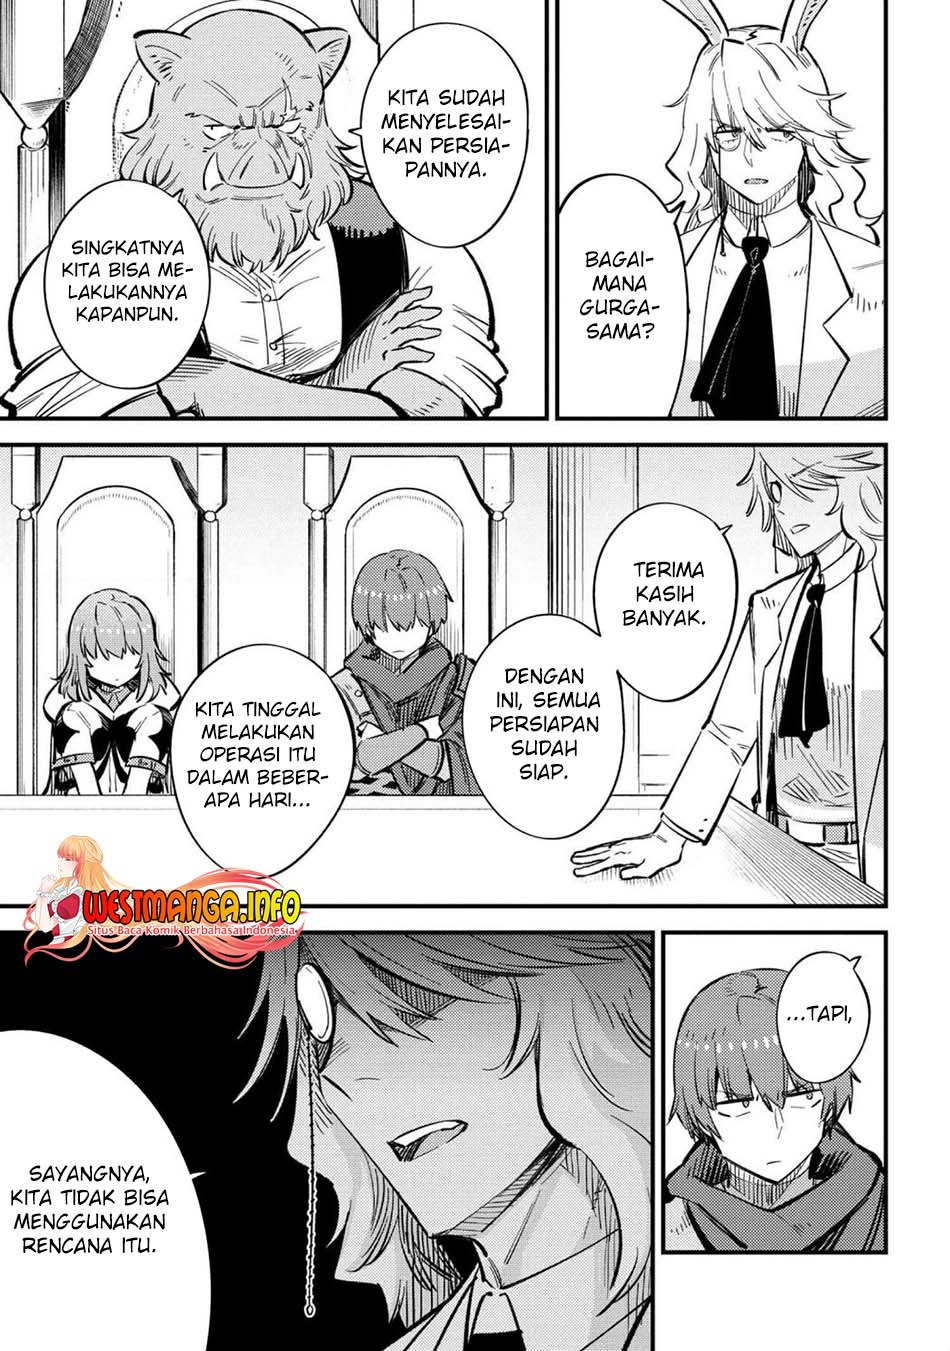 BAGAI-
MANA
GURGA-
SAMA?
KITA SUDAH
MENYELESAI-
KAN PERSIA-
PANNYA.
SINGKATNYA
KITA BISA ME-
LAKUKANNYA
KAPANPUN.
TERIMA
KASIH
BANYAK.
DENGAN
INI, SEMUA
PERSIAPAN
SUDAH
SIAP.
KITA TINGGAL
MELAKUKAN
OPERASI ITU
DALAM BEBER-
APA HARI...
WESTMANGA.INFO
Situs Baca Komik Berbahasa Indonesia
...TAPI,
SAYANGNYA,
KITA TIDAK BISA
MENGGUNAKAN
RENCANA ITU.